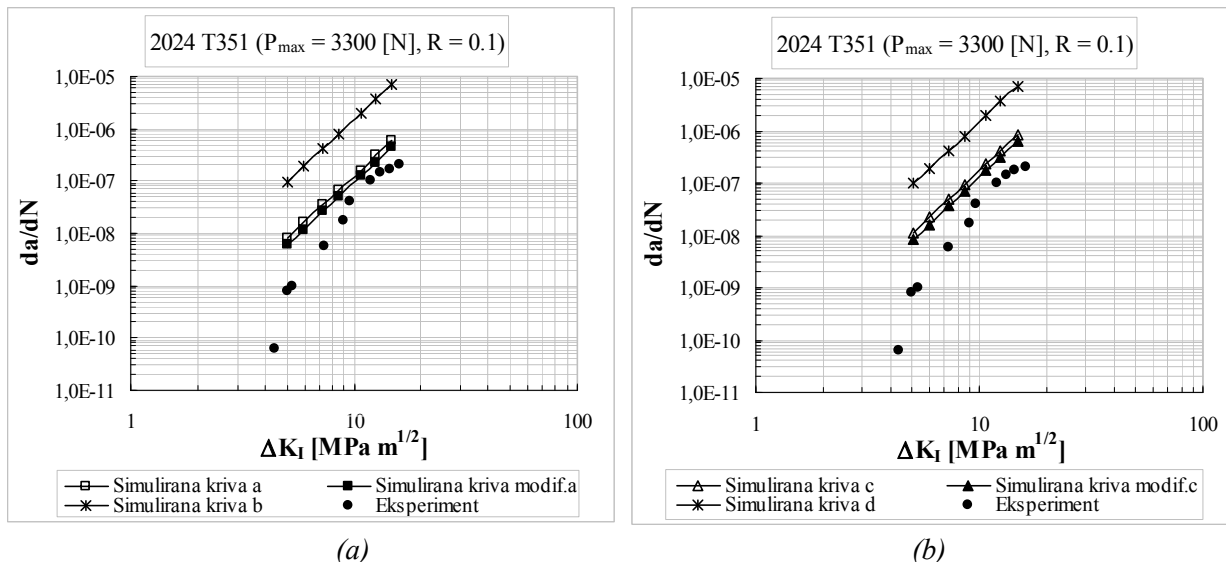 2024 T351 (Pmax = 3300 [N], R = 0.1)
1,0E-05
1,0E-06
1,0E-07
1,0E-08
1,0E-09
1,0E-10
1,0E-11
da/dN
1 10 100
ΔKI [MPa m1/2]
Simulirana kriva a Simulirana kriva modif.a
Simulirana kriva b Eksperiment
(a)
2024 T351 (Pmax = 3300 [N], R = 0.1)
1,0E-05
1,0E-06
1,0E-07
1,0E-08
1,0E-09
1,0E-10
1,0E-11
da/dN
1 10 100
ΔKI [MPa m1/2]
Simulirana kriva c Simulirana kriva modif.c
Simulirana kriva d Eksperiment
(b)